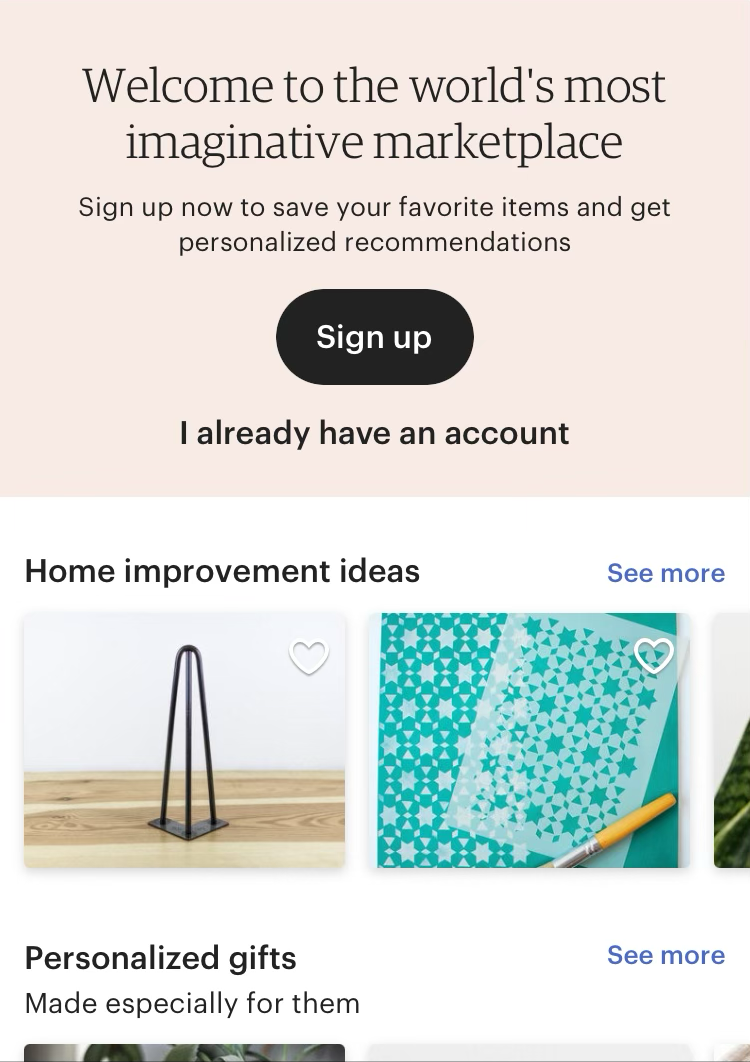 Welcome to the world's most
imaginative marketplace
Sign up now to save your favorite items and get
personalized recommendations
Sign up
I already have an account
Home improvement ideas
See more
Personalized gifts
See more
Made especially for them